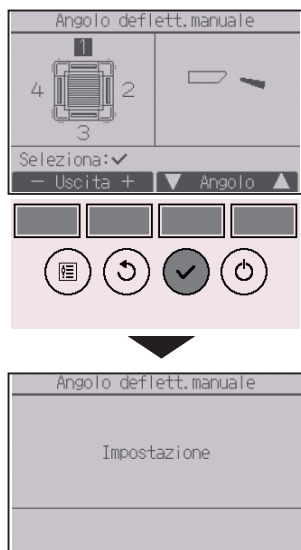 Angolo deflett.manuale
1
4 2
3
Seleziona:✓
− Uscita + ▼ Angolo ▲
Angolo deflett.manuale
Impostazione